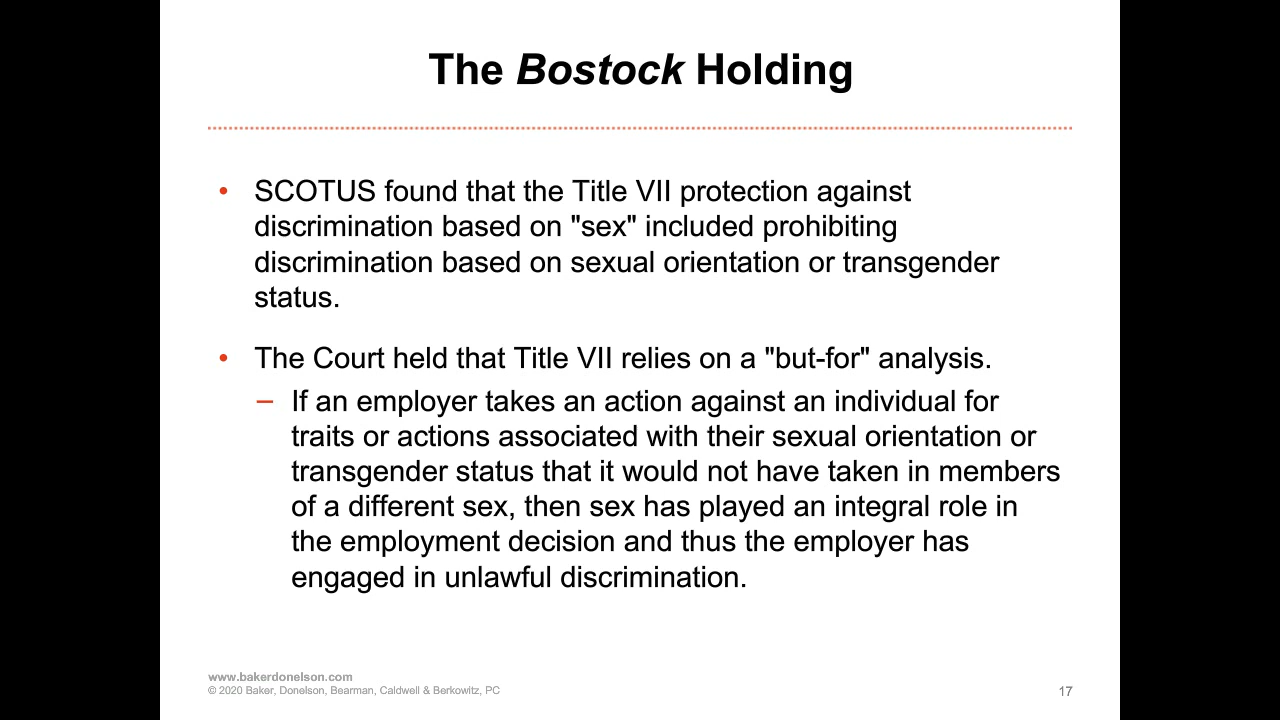 The Bostock Holding
• SCOTUS found that the Title VII protection against
discrimination based on "sex" included prohibiting
discrimination based on sexual orientation or transgender
status.
• The Court held that Title VII relies on a "but-for" analysis.
– If an employer takes an action against an individual for
traits or actions associated with their sexual orientation or
transgender status that it would not have taken in members
of a different sex, then sex has played an integral role in
the employment decision and thus the employer has
engaged in unlawful discrimination.
www.bakerdonelson.com
© 2020 Baker, Donelson, Bearman, Caldwell & Berkowitz, PC
17